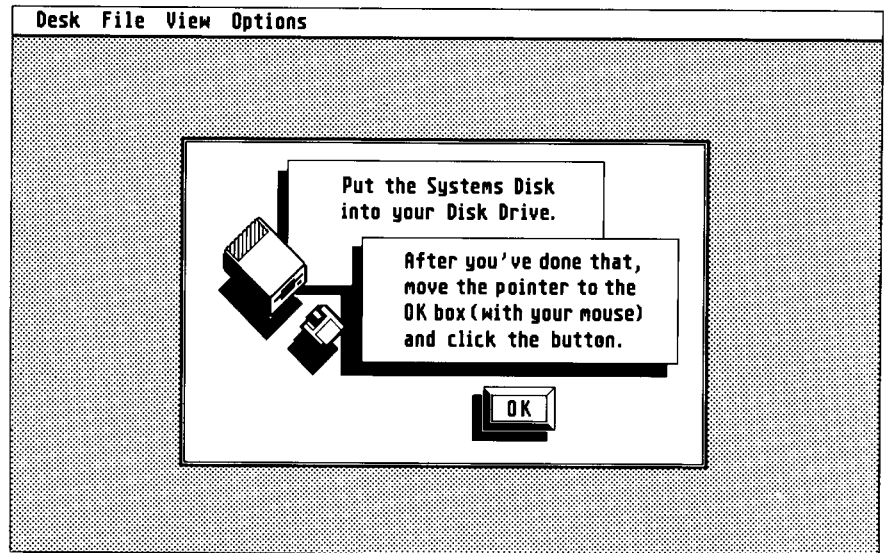 Desk File View Options
Put the Systems Disk
into your Disk Drive.
After you've done that,
move the pointer to the
OK box(with your mouse)
and click the button.
OK